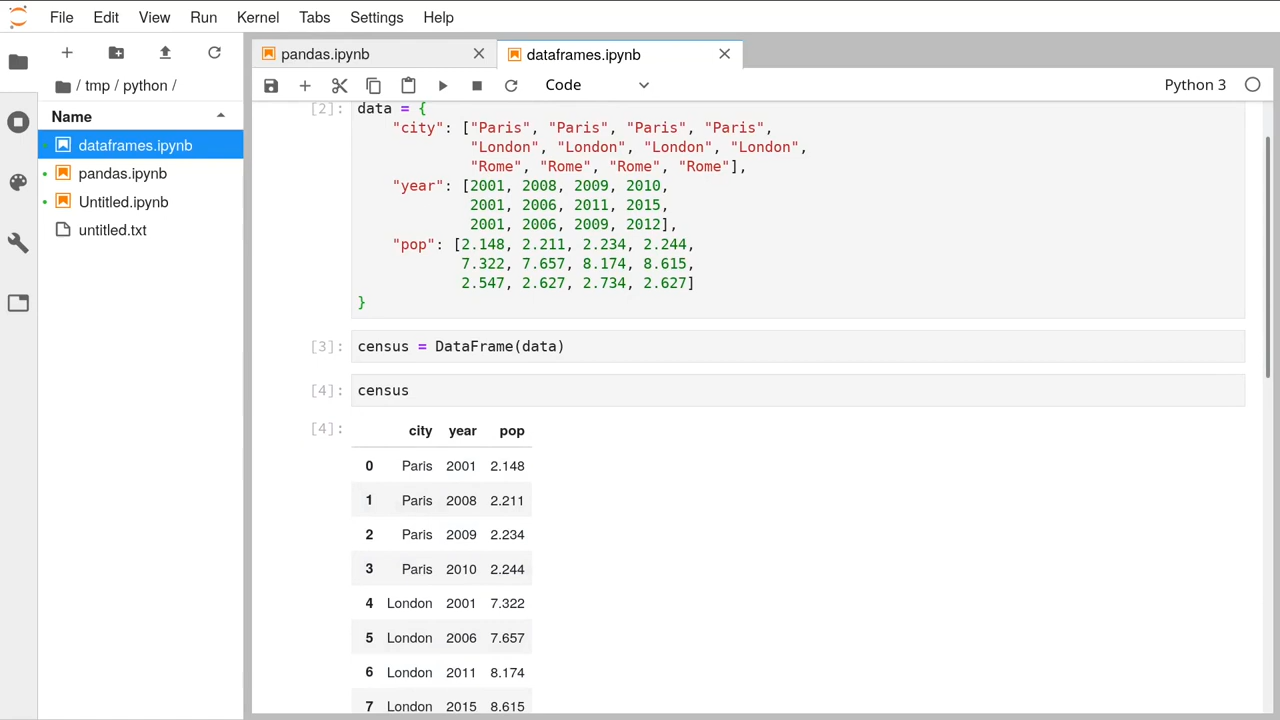 File Edit View Run Kernel Tabs Settings Help
pandas.ipynb dataframes.ipynb
/ tmp / python /
Code Python 3
Name
dataframes.ipynb
pandas.ipynb
Untitled.ipynb
untitled.txt
[2]: data = {
"city": ["Paris", "Paris", "Paris", "Paris",
"London", "London", "London", "London",
"Rome", "Rome", "Rome", "Rome"],
"year": [2001, 2008, 2009, 2010,
2001, 2006, 2011, 2015,
2001, 2006, 2009, 2012],
"pop": [2.148, 2.211, 2.234, 2.244,
7.322, 7.657, 8.174, 8.615,
2.547, 2.627, 2.734, 2.627]
}
[3]: census = DataFrame(data)
[4]: census
[4]: city year pop
0 Paris 2001 2.148
1 Paris 2008 2.211
2 Paris 2009 2.234
3 Paris 2010 2.244
4 London 2001 7.322
5 London 2006 7.657
6 London 2011 8.174
7 London 2015 8.615